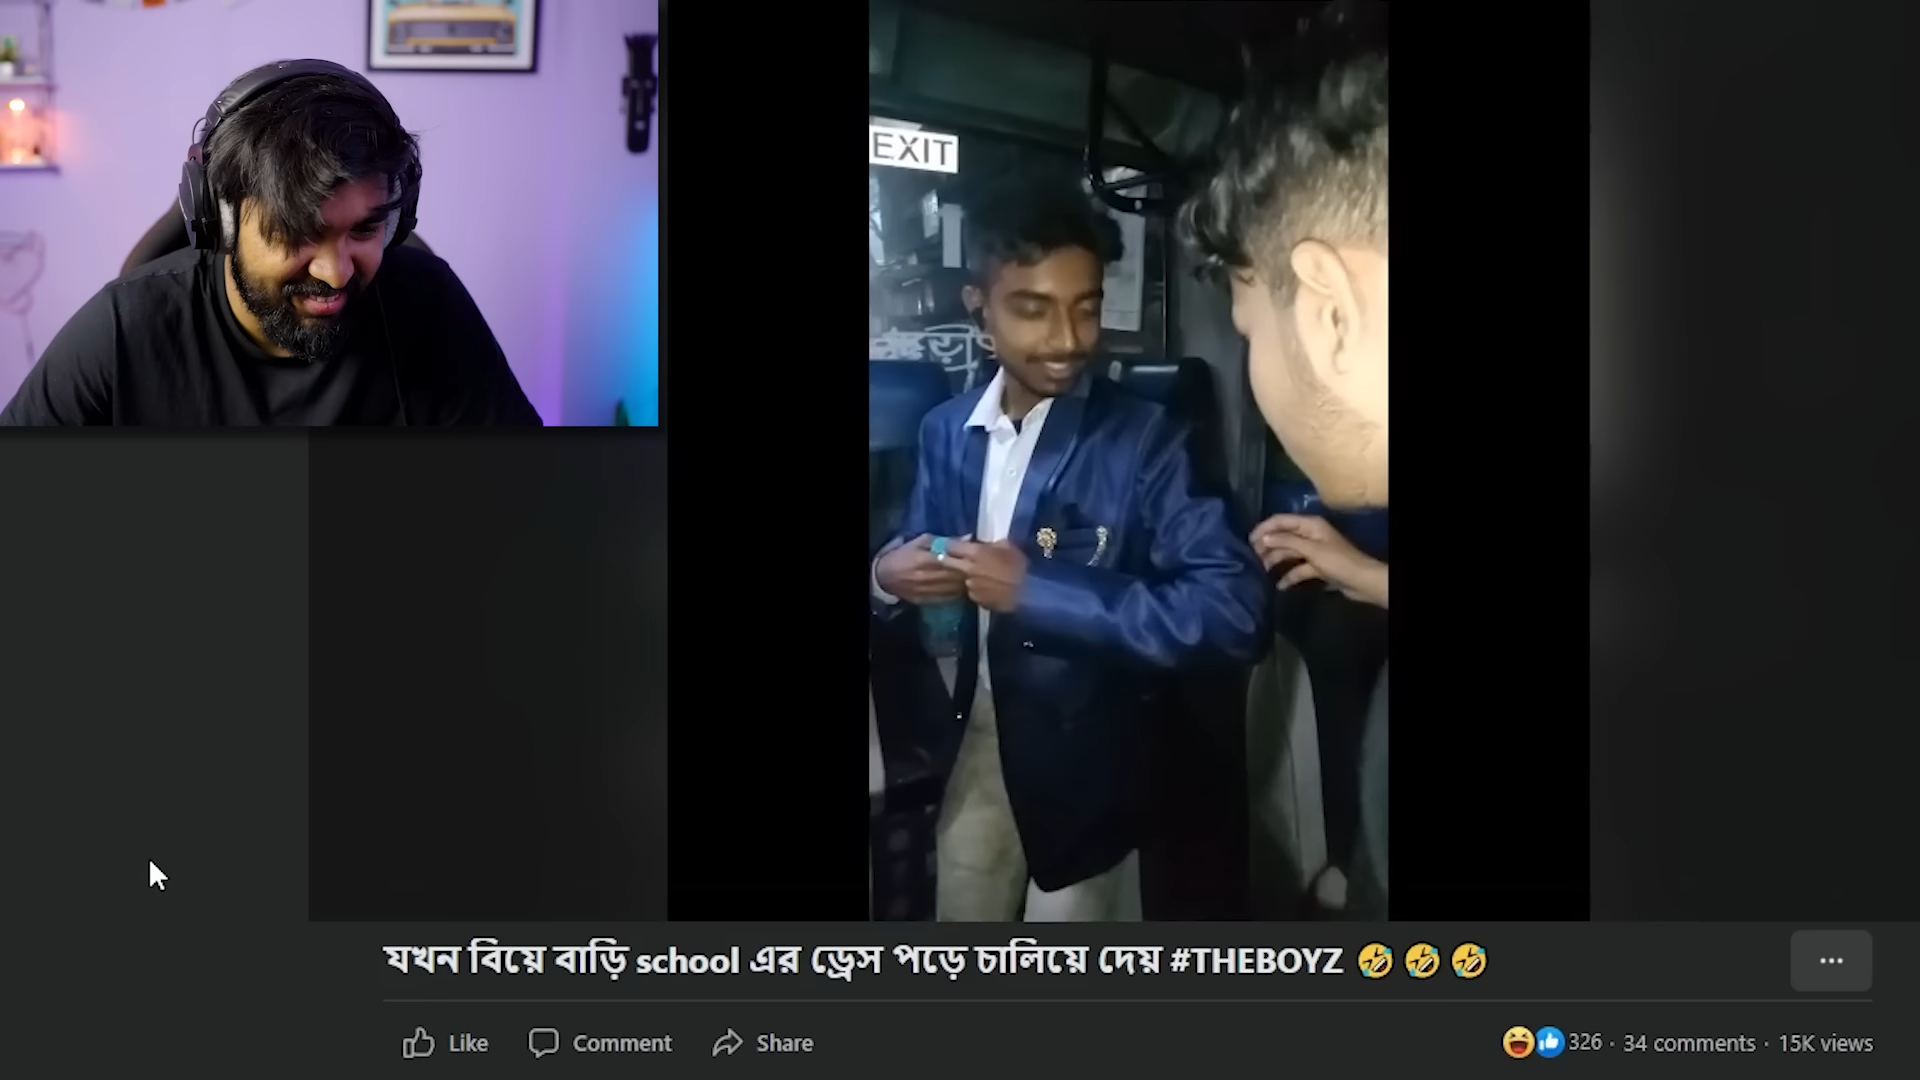 EXIT
যখন বিয়ে বাড়ি school এর ড্রেস পড়ে চালিয়ে দেয় #THEBOYZ 🤣 🤣 🤣
Like Comment Share 326 · 34 comments · 15K views